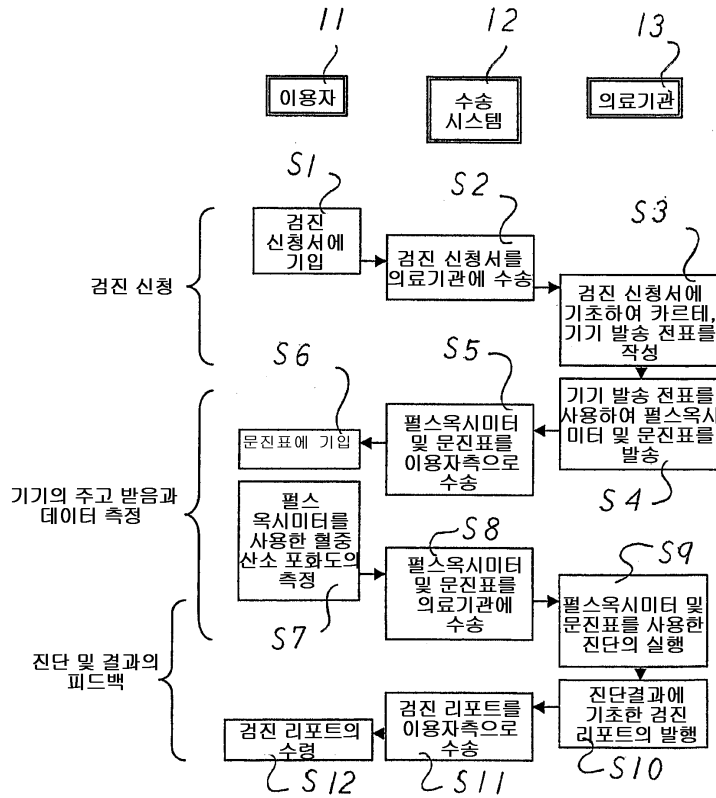 11
12
13
이용자
수송
시스템
의료기관
S1
S2
S3
검진
신청서에
기입
검진 신청서를
의료기관에 수송
검진 신청서에
기초하여 카르테,
기기 발송 전표를
작성
검진 신청
S6
S5
문진표에 기입
펄스옥시미터
및 문진표를
이용자측으로
수송
기기 발송 전표를
사용하여 펄스옥시
미터 및 문진표를
발송
S4
기기의 주고 받음과
데이터 측정
펄스
옥시미터를
사용한 혈중
산소 포화도의
측정
S7
S8
펄스옥시미터
및 문진표를
의료기관에
수송
S9
펄스옥시미터 및
문진표를 사용한
진단의 실행
진단 및 결과의
피드백
검진 리포트의
수령
S12
검진 리포트를
이용자측으로
수송
S11
진단결과에
기초한 검진
리포트의 발행
S10